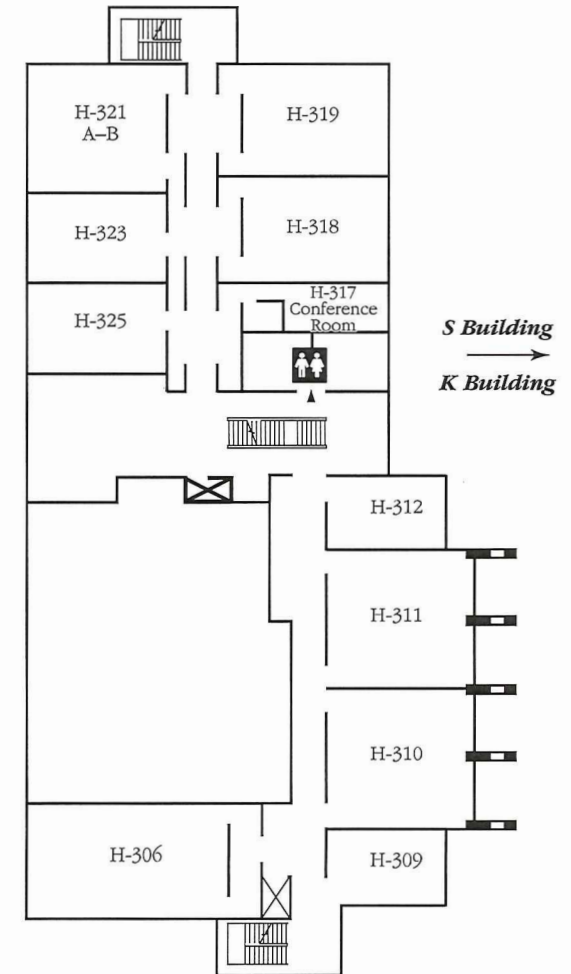 H-321
A–B
H-319
H-323
H-318
H-325
H-317
Conference
Room
S Building
K Building
H-312
H-311
H-310
H-306
H-309